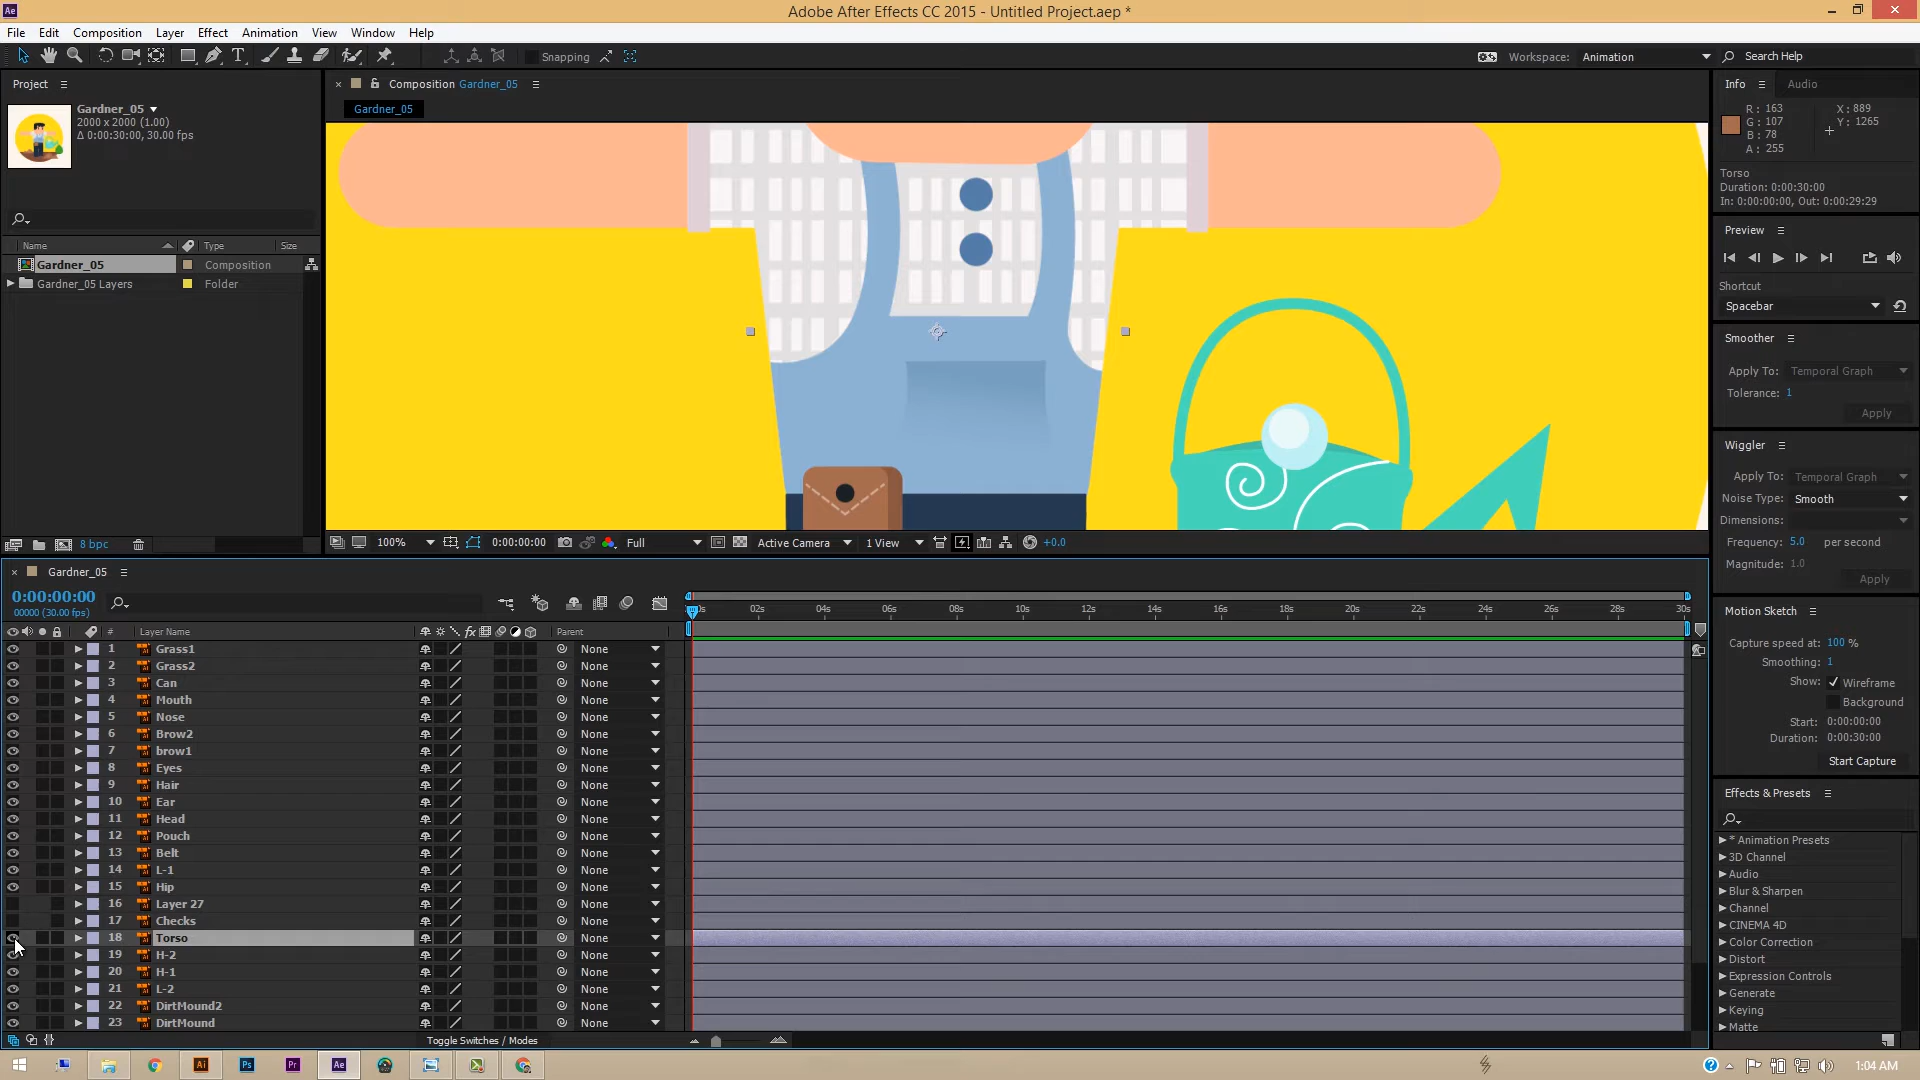 Ae
Adobe After Effects CC 2015 - Untitled Project.aep *
File Edit Composition Layer Effect Animation View Window Help
T Snapping Workspace: Animation Search Help
Project
Gardner_05
2000 x 2000 (1.00)
Δ 0:00:30:00, 30.00 fps
Name Type Size
Gardner_05 Composition
Gardner_05 Layers Folder
8 bpc
Composition Gardner_05
Gardner_05
100% 0:00:00:00 Full Active Camera 1 View +0.0
Info Audio
R: 163 X: 889
G: 107 Y: 1265
B: 78
A: 255
Torso
Duration: 0:00:30:00
In: 0:00:00:00, Out: 0:00:29:29
Preview
Shortcut
Spacebar
Smoother
Apply To: Temporal Graph
Tolerance: 1
Apply
Wiggler
Apply To: Temporal Graph
Noise Type: Smooth
Dimensions:
Frequency: 5.0 per second
Magnitude: 1.0
Apply
Motion Sketch
Capture speed at: 100 %
Smoothing: 1
Show: Wireframe
Background
Start: 0:00:00:00
Duration: 0:00:30:00
Start Capture
Effects & Presets
* Animation Presets
3D Channel
Audio
Blur & Sharpen
Channel
CINEMA 4D
Color Correction
Distort
Expression Controls
Generate
Keying
Matte
Gardner_05
0:00:00:00
00000 (30.00 fps)
02s 04s 06s 08s 10s 12s 14s 16s 18s 20s 22s 24s 26s 28s 30s
# Layer Name fx Parent
1 Grass1 None
2 Grass2 None
3 Can None
4 Mouth None
5 Nose None
6 Brow2 None
7 brow1 None
8 Eyes None
9 Hair None
10 Ear None
11 Head None
12 Pouch None
13 Belt None
14 L-1 None
15 Hip None
16 Layer 27 None
17 Checks None
18 Torso None
19 H-2 None
20 H-1 None
21 L-2 None
22 DirtMound2 None
23 DirtMound None
Toggle Switches / Modes
Ai Ps Pr Ae
1:04 AM